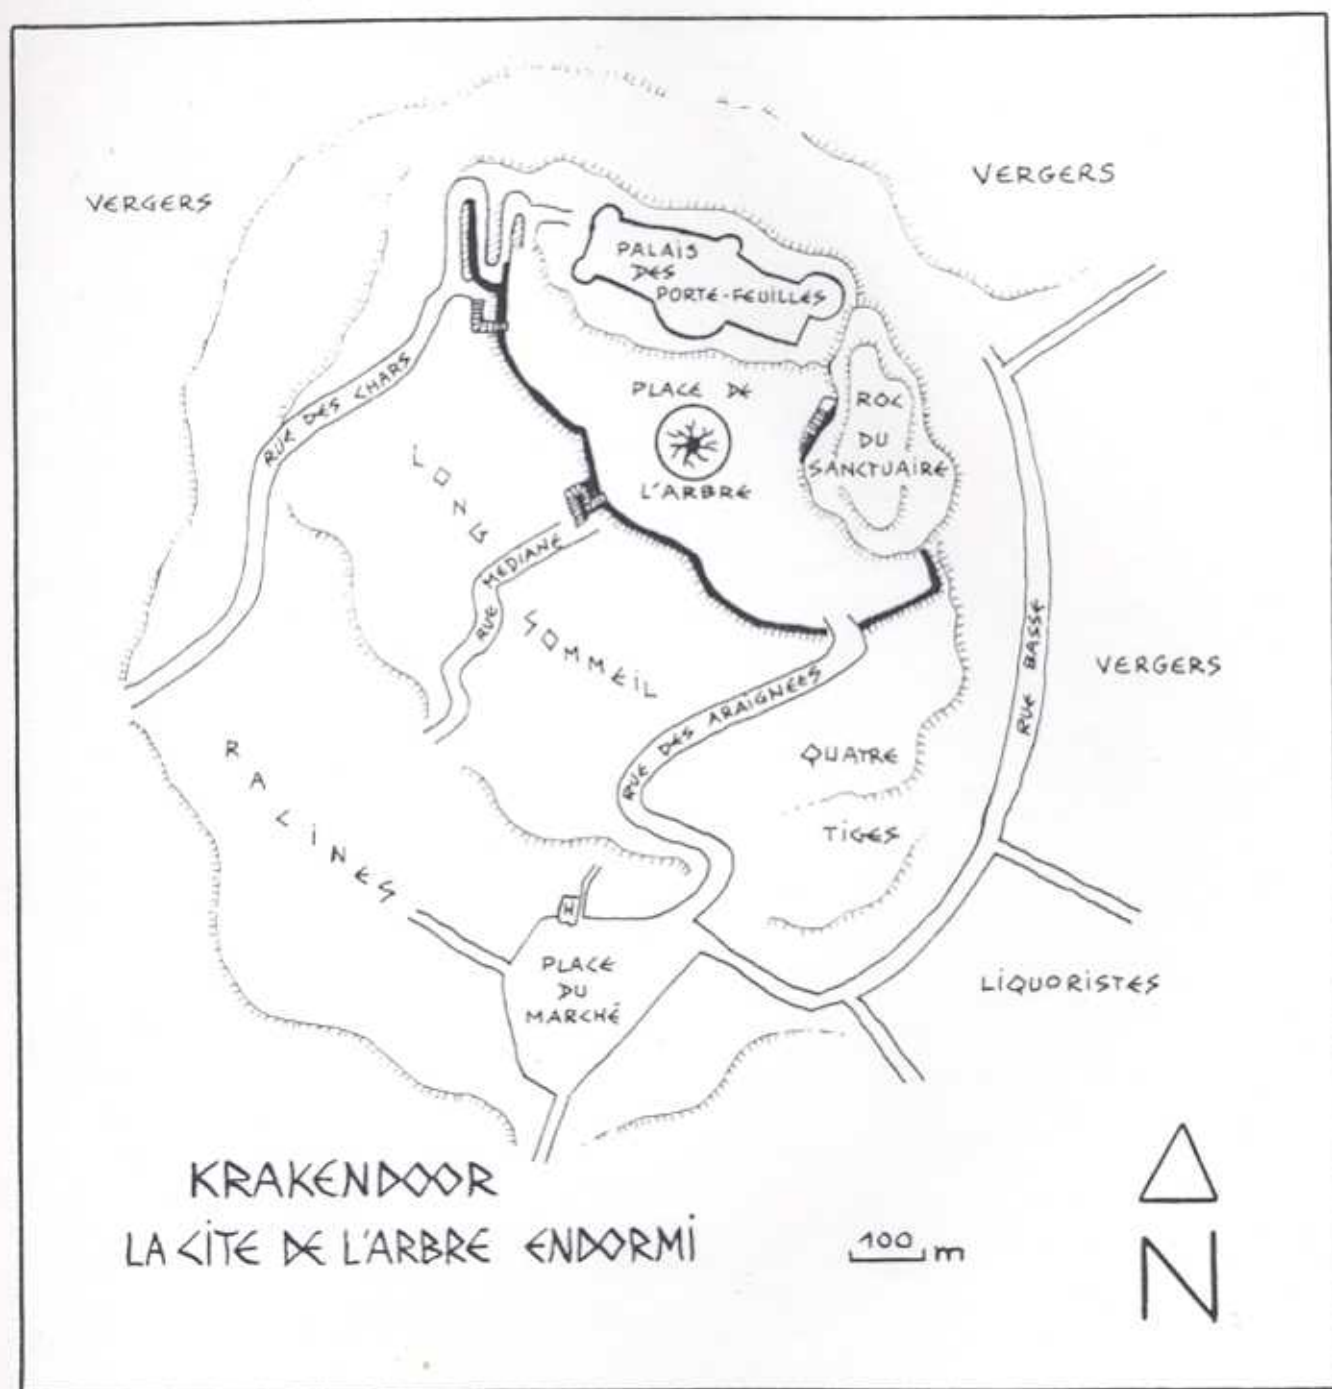 VERGERS
VERGERS
PALAIS
DES
PORTE-FEUILLES
RUE DES CHARS
PLACE DE
L'ARBRE
ROC
DU
SANCTUAIRE
LONG
SOMMEIL
RUE MEDIANE
RUE BASSE
VERGERS
RUE DES ARAIGNEES
QUATRE
TIGES
RACINES
H
PLACE
DU
MARCHÉ
LIQUORISTES
KRAKENDOOR
LA CITE DE L'ARBRE ENDORMI
100 m
N